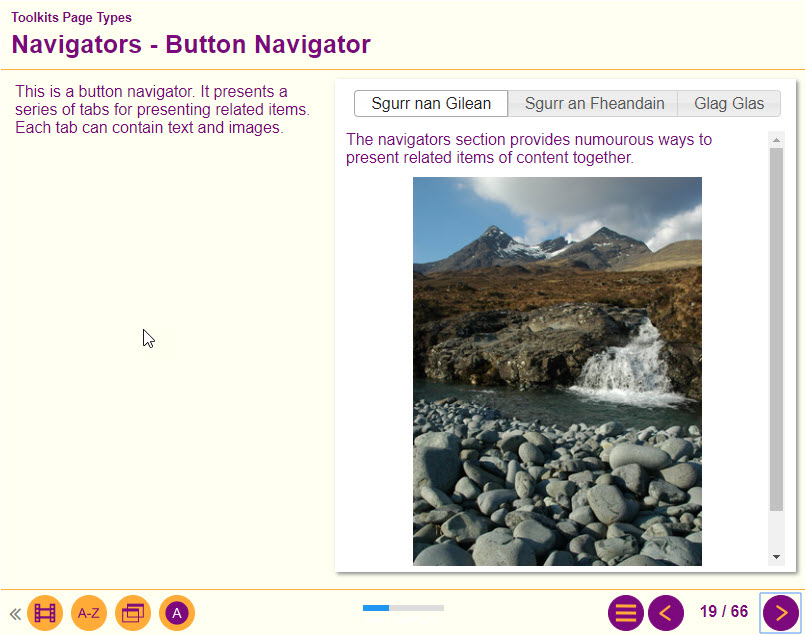 Toolkits Page Types
Navigators - Button Navigator
This is a button navigator. It presents a
series of tabs for presenting related items.
Each tab can contain text and images.
Sgurr nan Gilean
Sgurr an Fheandain
Glag Glas
The navigators section provides numourous ways to
present related items of content together.
A-Z
A
19 / 66